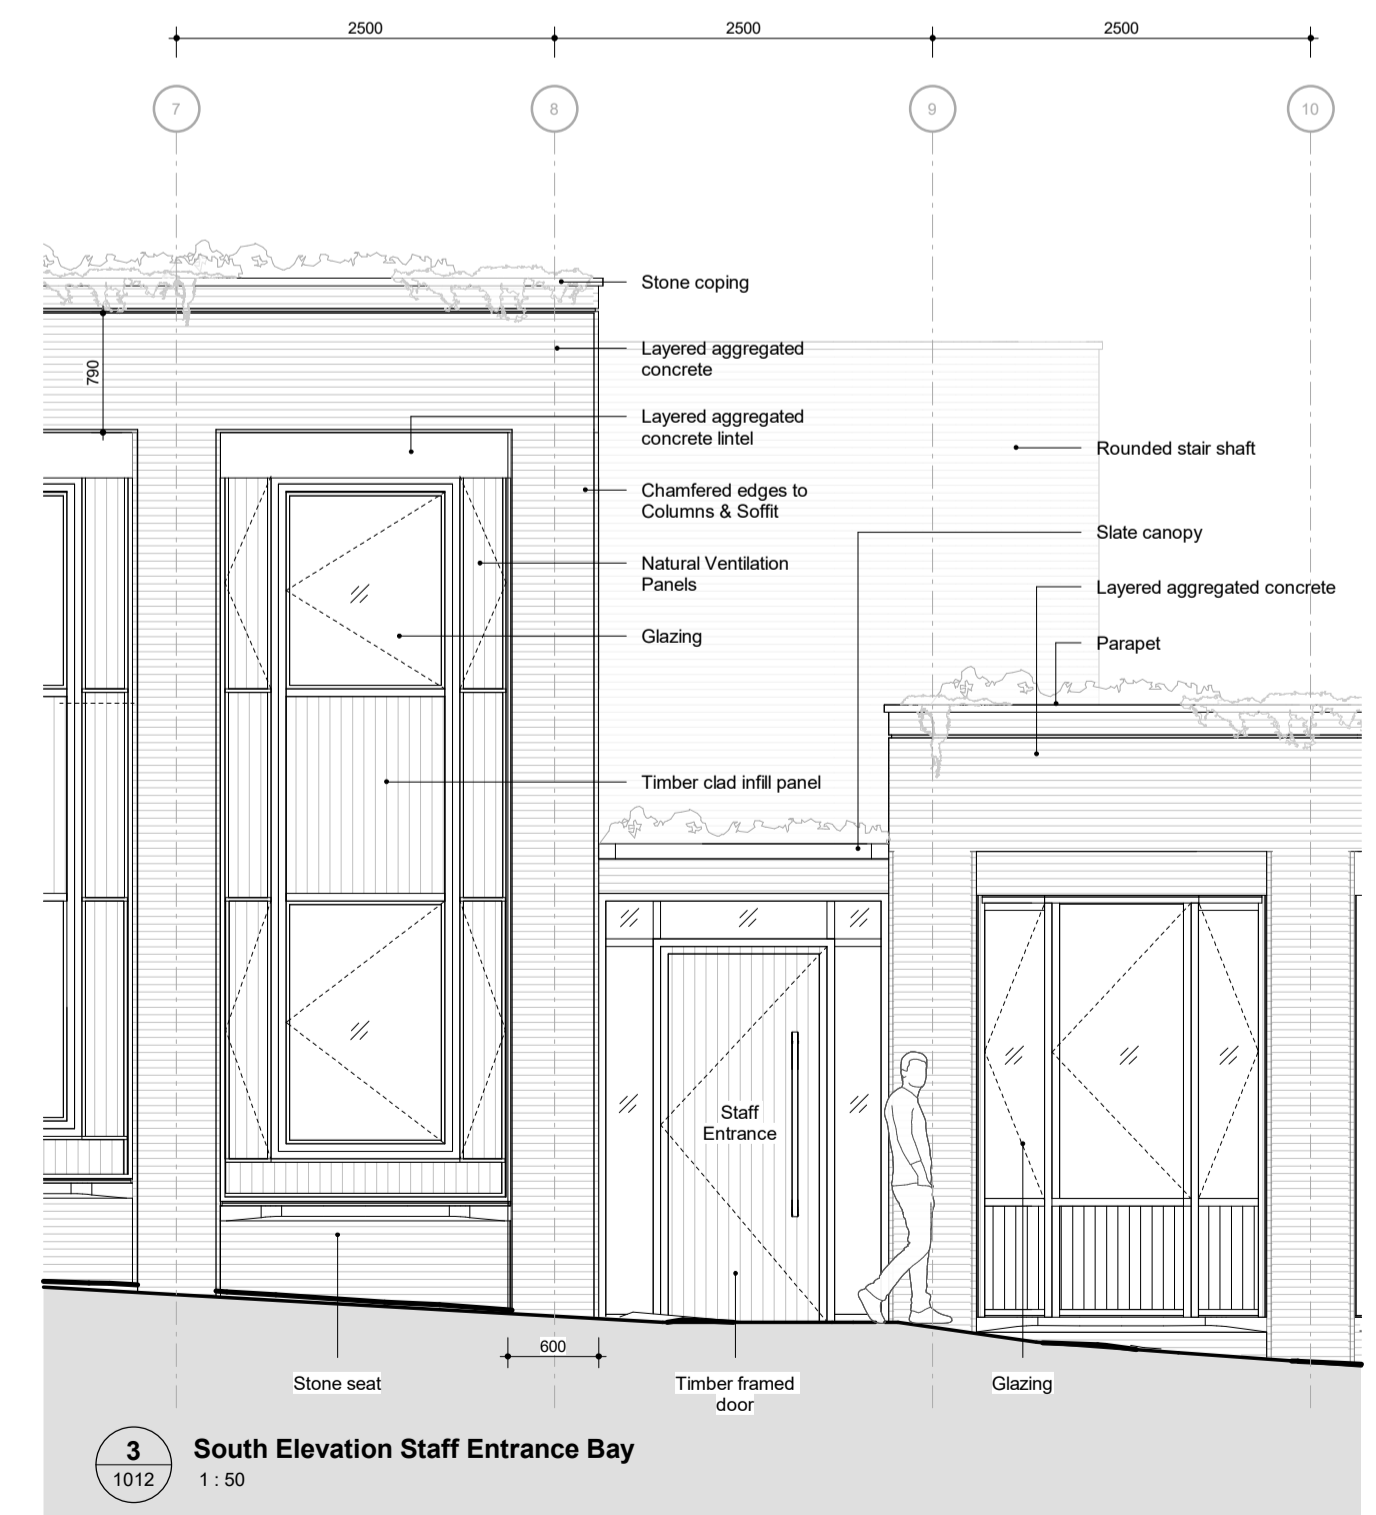 2500
2500
2500
7
8
9
10
Stone coping
790
Layered aggregated
concrete
Layered aggregated
concrete lintel
Rounded stair shaft
Chamfered edges to
Columns & Soffit
Slate canopy
Natural Ventilation
Panels
Layered aggregated concrete
Glazing
Parapet
Timber clad infill panel
Staff
Entrance
600
Stone seat
Timber framed
door
Glazing
3
1012
South Elevation Staff Entrance Bay
1 : 50